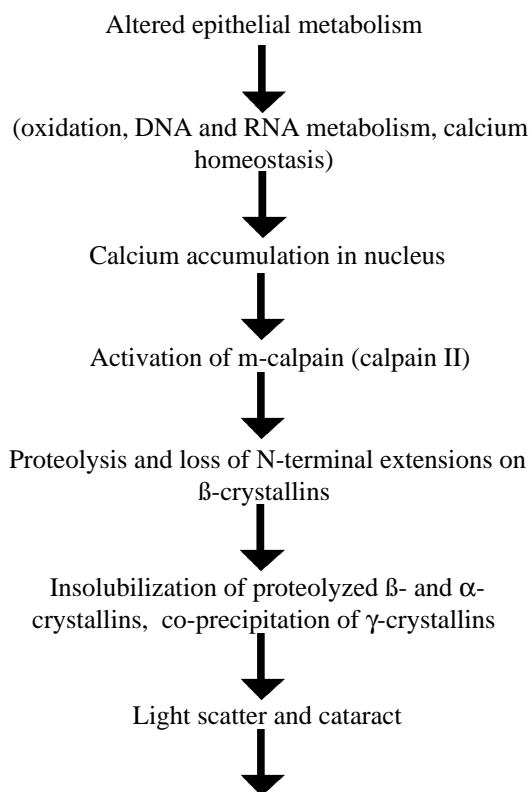 Altered epithelial metabolism
(oxidation, DNA and RNA metabolism, calcium
homeostasis)
Calcium accumulation in nucleus
Activation of m-calpain (calpain II)
Proteolysis and loss of N-terminal extensions on
ß-crystallins
Insolubilization of proteolyzed ß- and α-
crystallins, co-precipitation of γ-crystallins
Light scatter and cataract